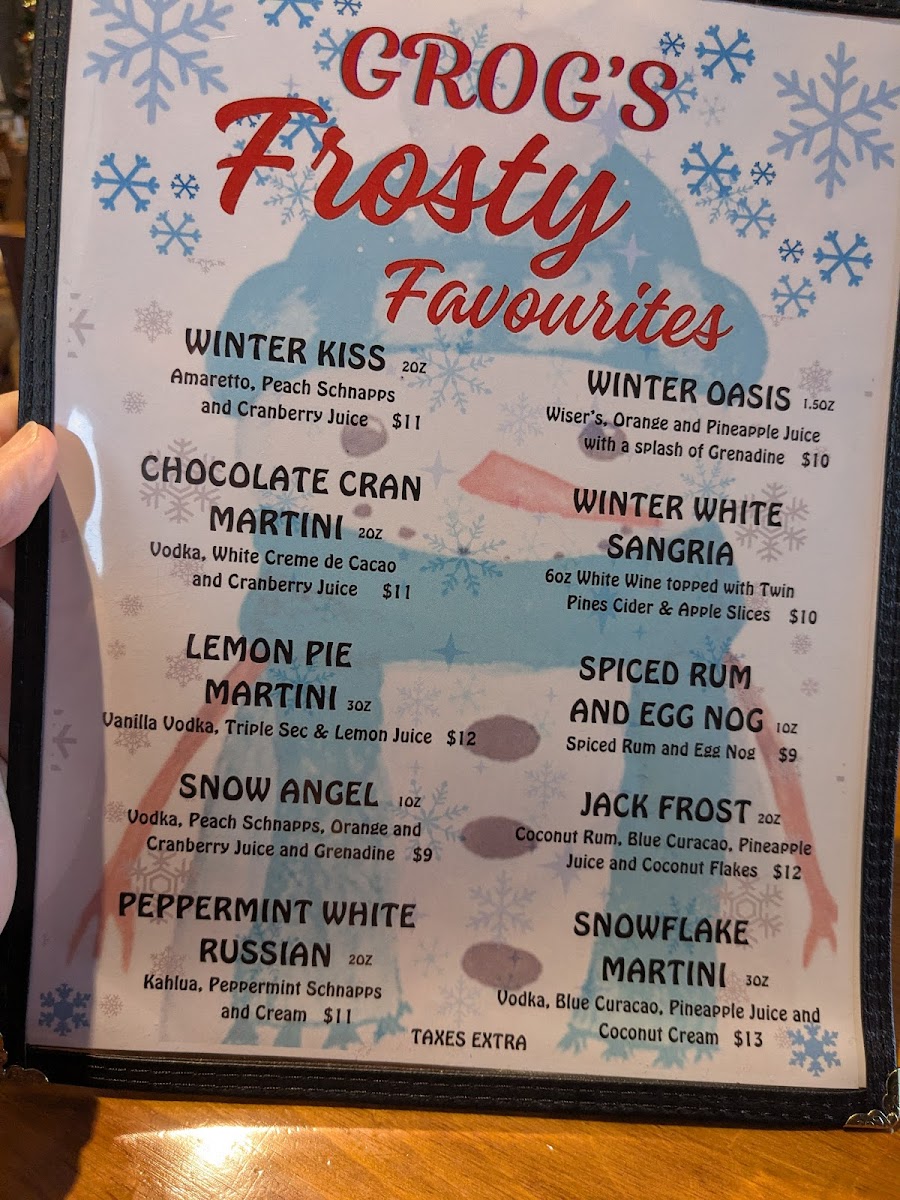 GROG'S
Frosty
Favourites
WINTER KISS 2OZ
Amaretto, Peach Schnapps
and Cranberry Juice $11
CHOCOLATE CRAN
MARTINI 2OZ
Vodka, White Creme de Cacao
and Cranberry Juice $11
LEMON PIE
MARTINI 3OZ
Vanilla Vodka, Triple Sec & Lemon Juice $12
SNOW ANGEL 1OZ
Vodka, Peach Schnapps, Orange and
Cranberry Juice and Grenadine $9
PEPPERMINT WHITE
RUSSIAN 2OZ
Kahlua, Peppermint Schnapps
and Cream $11
WINTER OASIS 1.5OZ
Wiser's, Orange and Pineapple Juice
with a splash of Grenadine $10
WINTER WHITE
SANGRIA
6oz White Wine topped with Twin
Pines Cider & Apple Slices $10
SPICED RUM
AND EGG NOG 1OZ
Spiced Rum and Egg Nog $9
JACK FROST 2OZ
Coconut Rum, Blue Curacao, Pineapple
Juice and Coconut Flakes $12
SNOWFLAKE
MARTINI 3OZ
Vodka, Blue Curacao, Pineapple Juice and
Coconut Cream $13
TAXES EXTRA